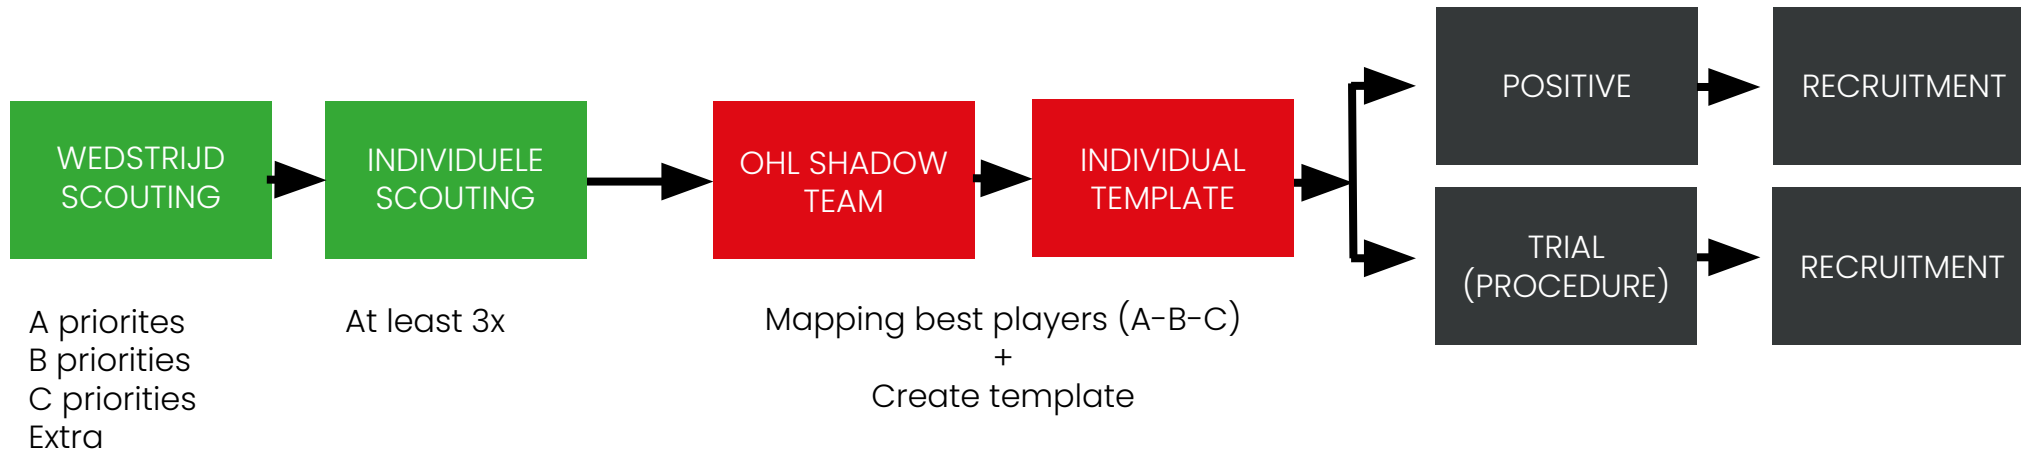 WEDSTRIJD
SCOUTING
INDIVIDUELE
SCOUTING
OHL SHADOW
TEAM
INDIVIDUAL
TEMPLATE
POSITIVE
RECRUITMENT
TRIAL
(PROCEDURE)
RECRUITMENT
A priorites
B priorities
C priorities
Extra
At least 3x
Mapping best players (A-B-C)
+
Create template